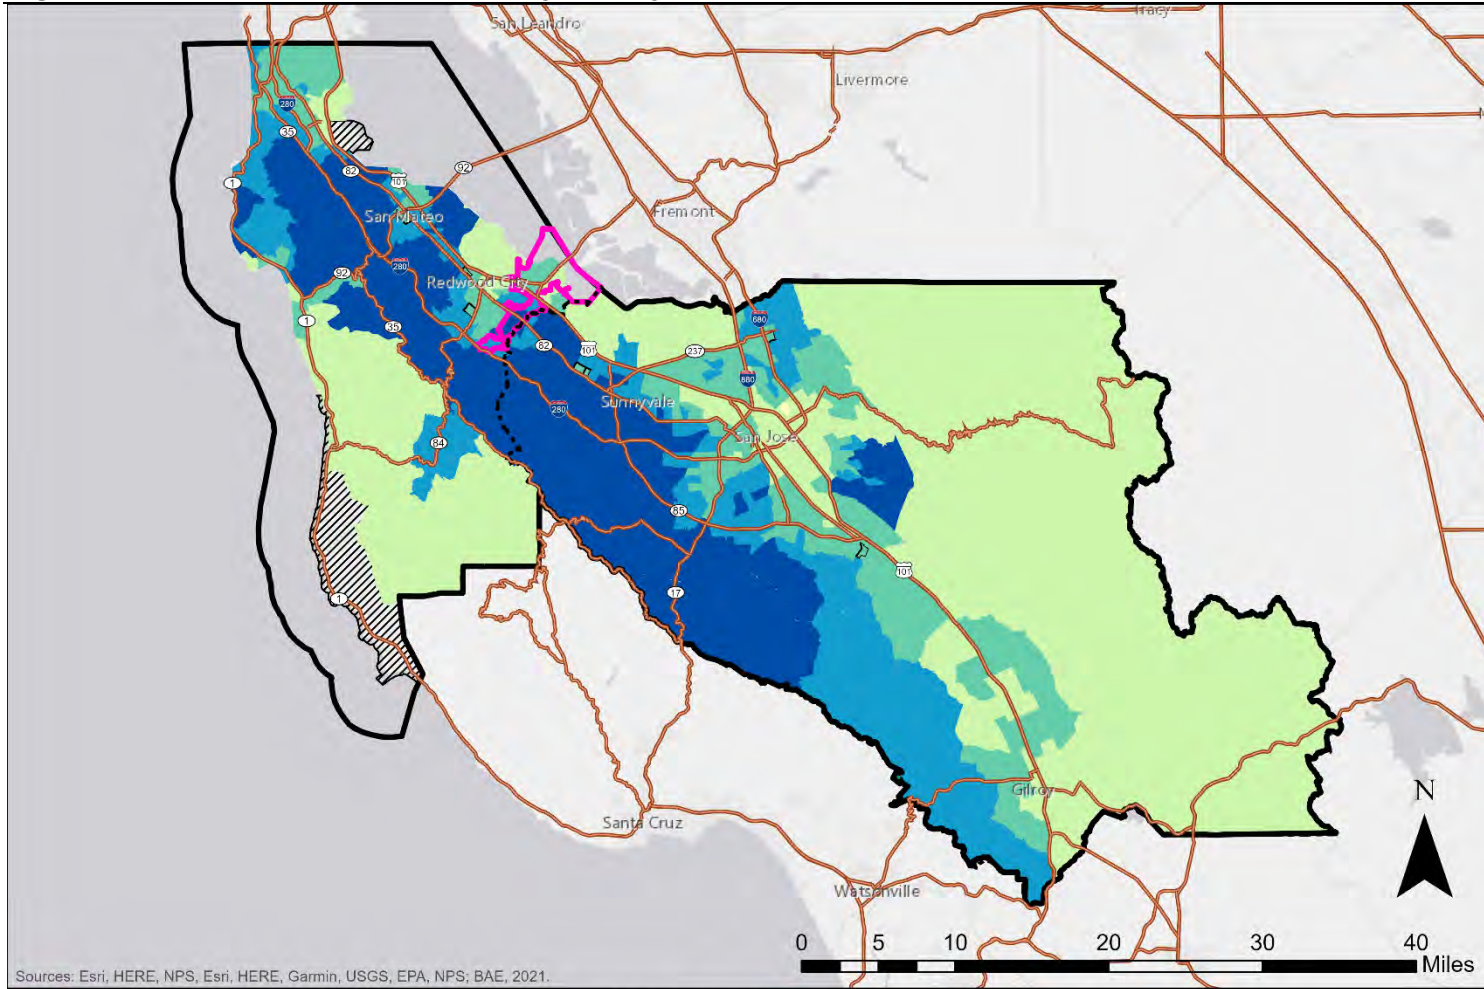 San Leandro
Tracy
Livermore
280
35
82
101
92
1
San Mateo
Fremont
92
280
Redwood City
1
35
82
101
237
680
880
280
Sunnyvale
San Jose
84
85
101
17
1
Gilroy
Santa Cruz
Watsonville
N
0 5 10 20 30 40
Miles
Sources: Esri, HERE, NPS, Esri, HERE, Garmin, USGS, EPA, NPS; BAE, 2021.